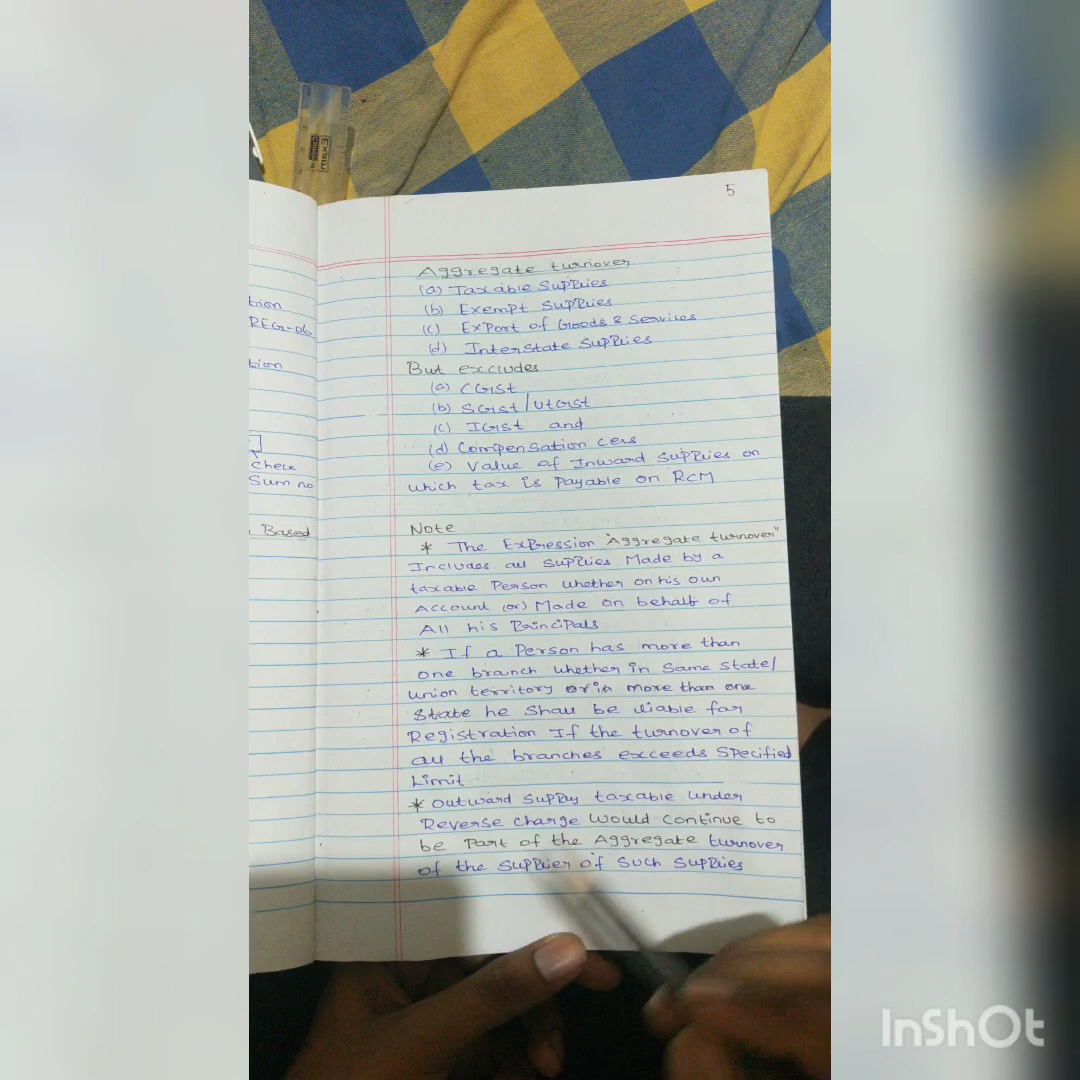 5
Aggregate turnover
(a) Taxable Supplies
(b) Exempt Supplies
(c) Export of Goods & Services
(d) Interstate Supplies
But excludes
(a) CGst
(b) SGst/UtGst
(c) IGst and
(d) Compensation cess
(e) Value of Inward Supplies on
which tax is Payable on RCM
Note
* The Expression "Aggregate turnover"
Includes all Supplies Made by a
taxable Person whether on his own
Account (or) Made on behalf of
All his Principals
* If a Person has more than
one branch whether in same state/
union territory or in more than one
State he Shall be liable for
Registration If the turnover of
all the branches exceeds Specified
Limit
* Outward Supply taxable under
Reverse charge would continue to
be Part of the Aggregate turnover
of the Supplier of Such Supplies
tion
REG-06
tion
check
Sum no
Based
Exam
InShOt